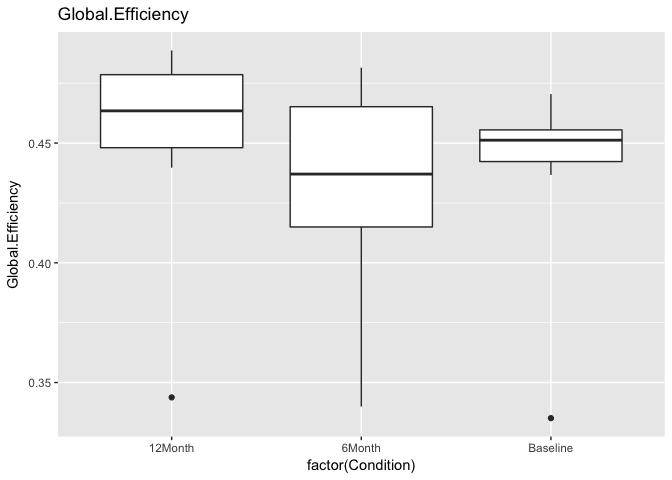 Global.Efficiency
Global.Efficiency
0.45
0.40
0.35
12Month
6Month
Baseline
factor(Condition)